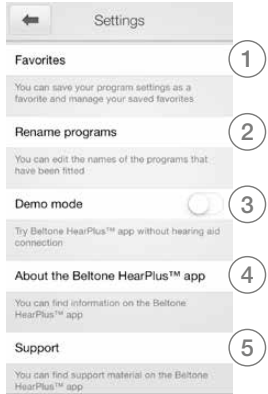 Settings
Favorites 1
You can save your program settings as a
favorite and manage your saved favorites
Rename programs 2
You can edit the names of the programs that
have been fitted
Demo mode 3
Try Beltone HearPlus™ app without hearing aid
connection
About the Beltone HearPlus™ app 4
You can find information on the Beltone
HearPlus™ app
Support 5
You can find support material on the Beltone
HearPlus™ app